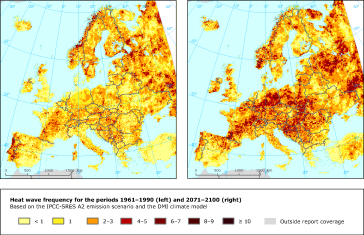 Heat wave frequency for the periods 1961–1990 (left) and 2071–2100 (right)
Based on the IPCC-SRES A2 emission scenario and the DMI climate model
< 1 1 2–3 4–5 6–7 8–9 ≥ 10 Outside report coverage